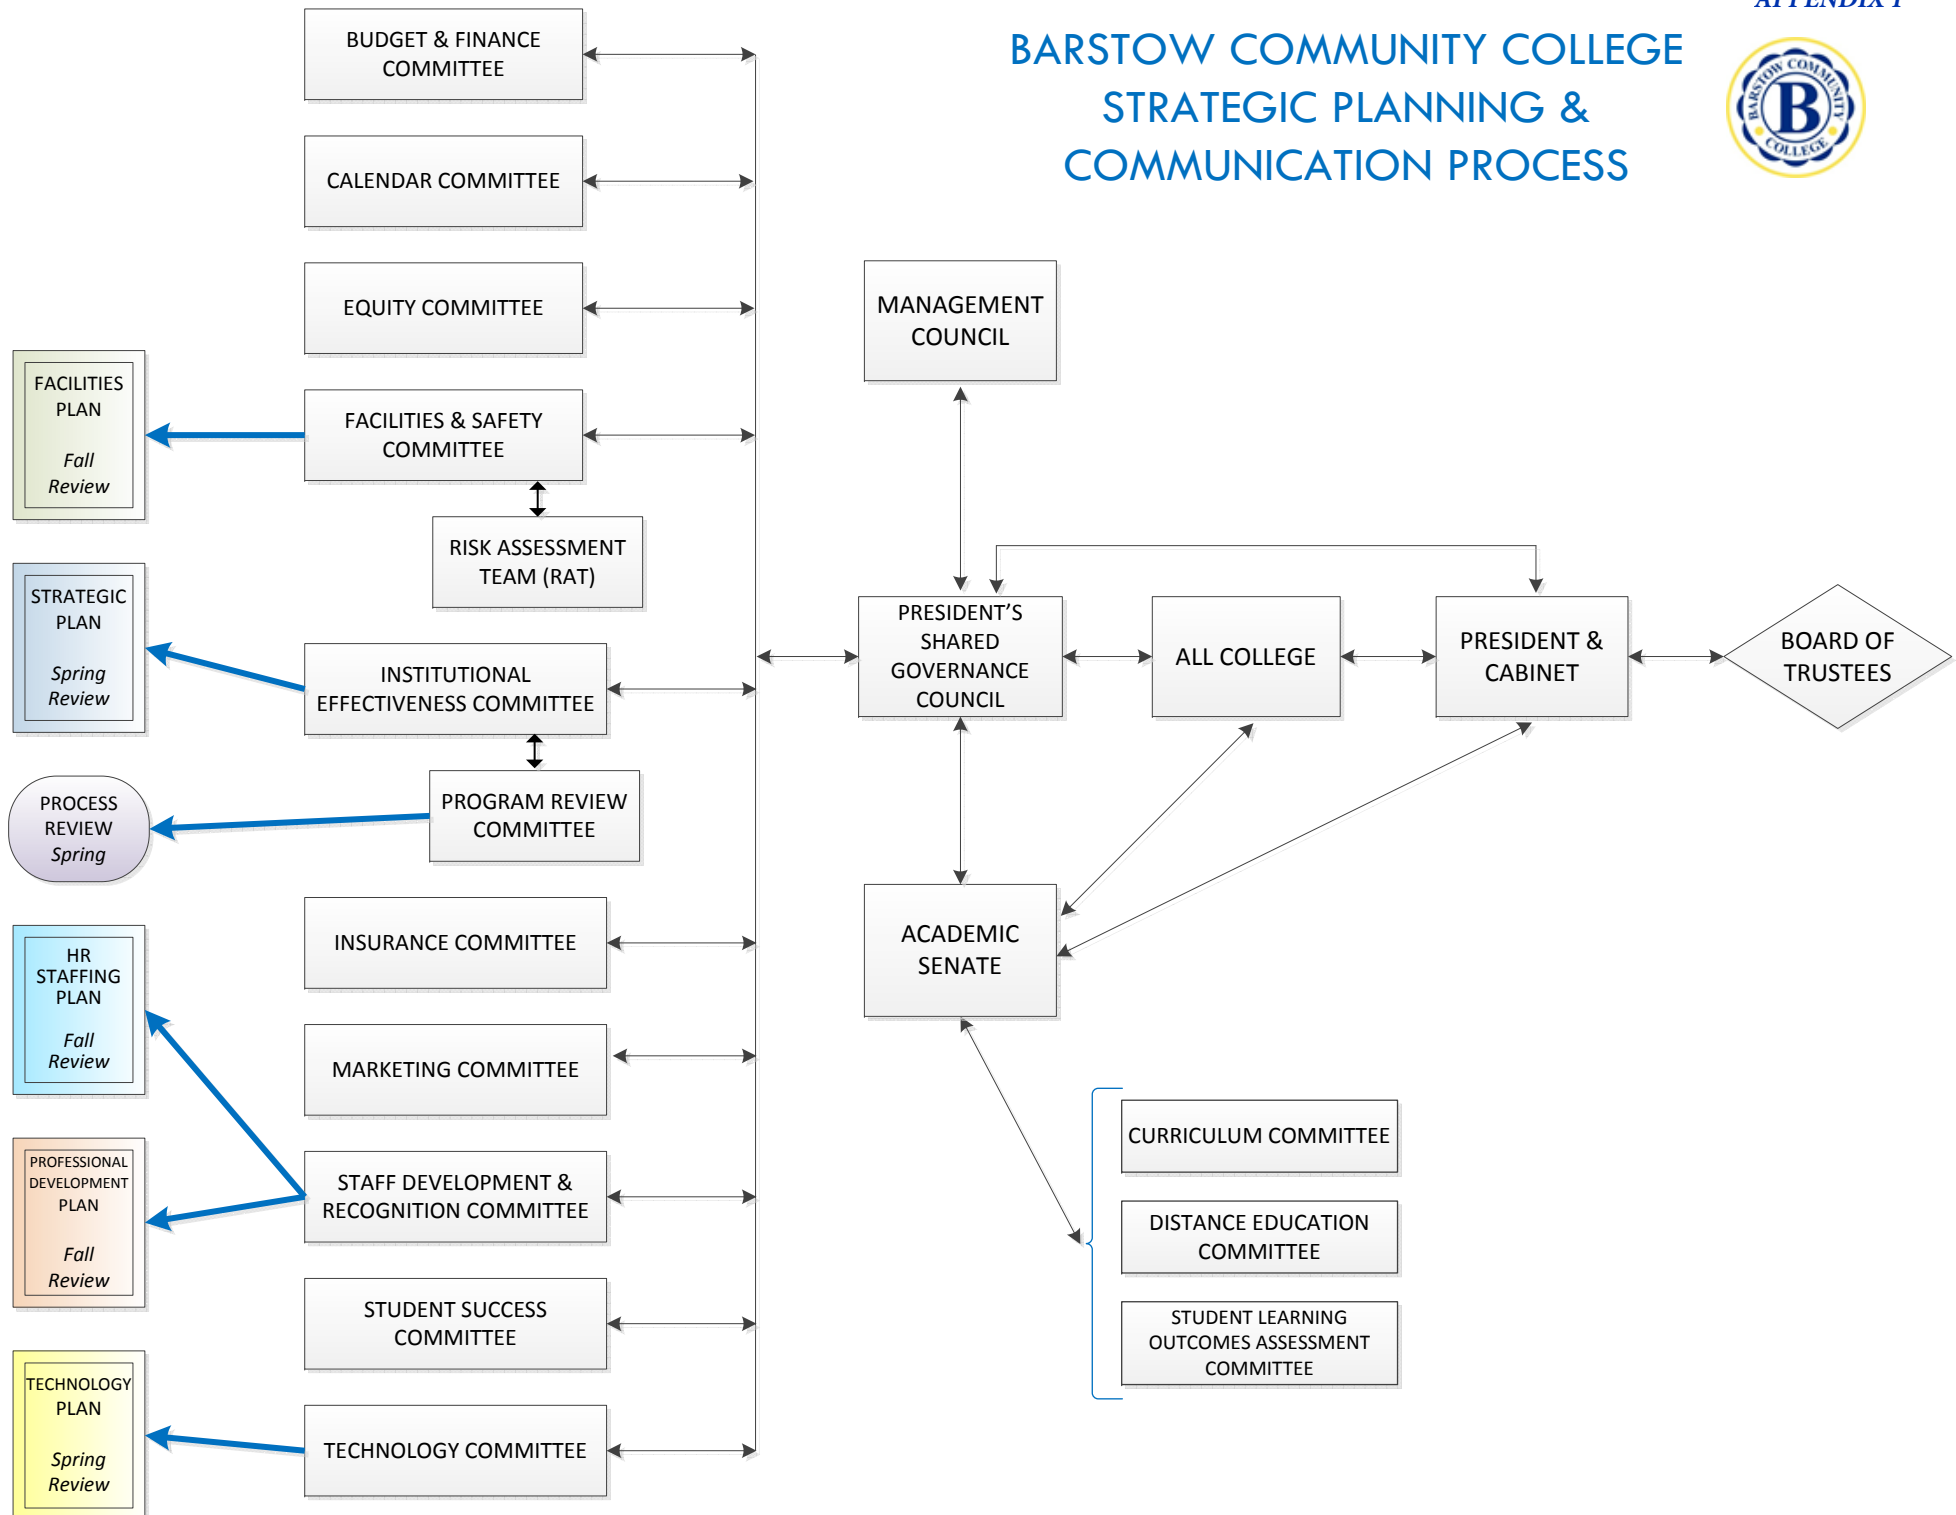 APPENDIX I
BARSTOW COMMUNITY COLLEGE
STRATEGIC PLANNING &
COMMUNICATION PROCESS
BARSTOW COMMUNITY
B
COLLEGE
BUDGET & FINANCE
COMMITTEE
CALENDAR COMMITTEE
EQUITY COMMITTEE
FACILITIES & SAFETY
COMMITTEE
RISK ASSESSMENT
TEAM (RAT)
INSTITUTIONAL
EFFECTIVENESS COMMITTEE
PROGRAM REVIEW
COMMITTEE
INSURANCE COMMITTEE
MARKETING COMMITTEE
STAFF DEVELOPMENT &
RECOGNITION COMMITTEE
STUDENT SUCCESS
COMMITTEE
TECHNOLOGY COMMITTEE
FACILITIES
PLAN
Fall
Review
STRATEGIC
PLAN
Spring
Review
PROCESS
REVIEW
Spring
HR
STAFFING
PLAN
Fall
Review
PROFESSIONAL
DEVELOPMENT
PLAN
Fall
Review
TECHNOLOGY
PLAN
Spring
Review
MANAGEMENT
COUNCIL
PRESIDENT’S
SHARED
GOVERNANCE
COUNCIL
ALL COLLEGE
PRESIDENT &
CABINET
BOARD OF
TRUSTEES
ACADEMIC
SENATE
CURRICULUM COMMITTEE
DISTANCE EDUCATION
COMMITTEE
STUDENT LEARNING
OUTCOMES ASSESSMENT
COMMITTEE